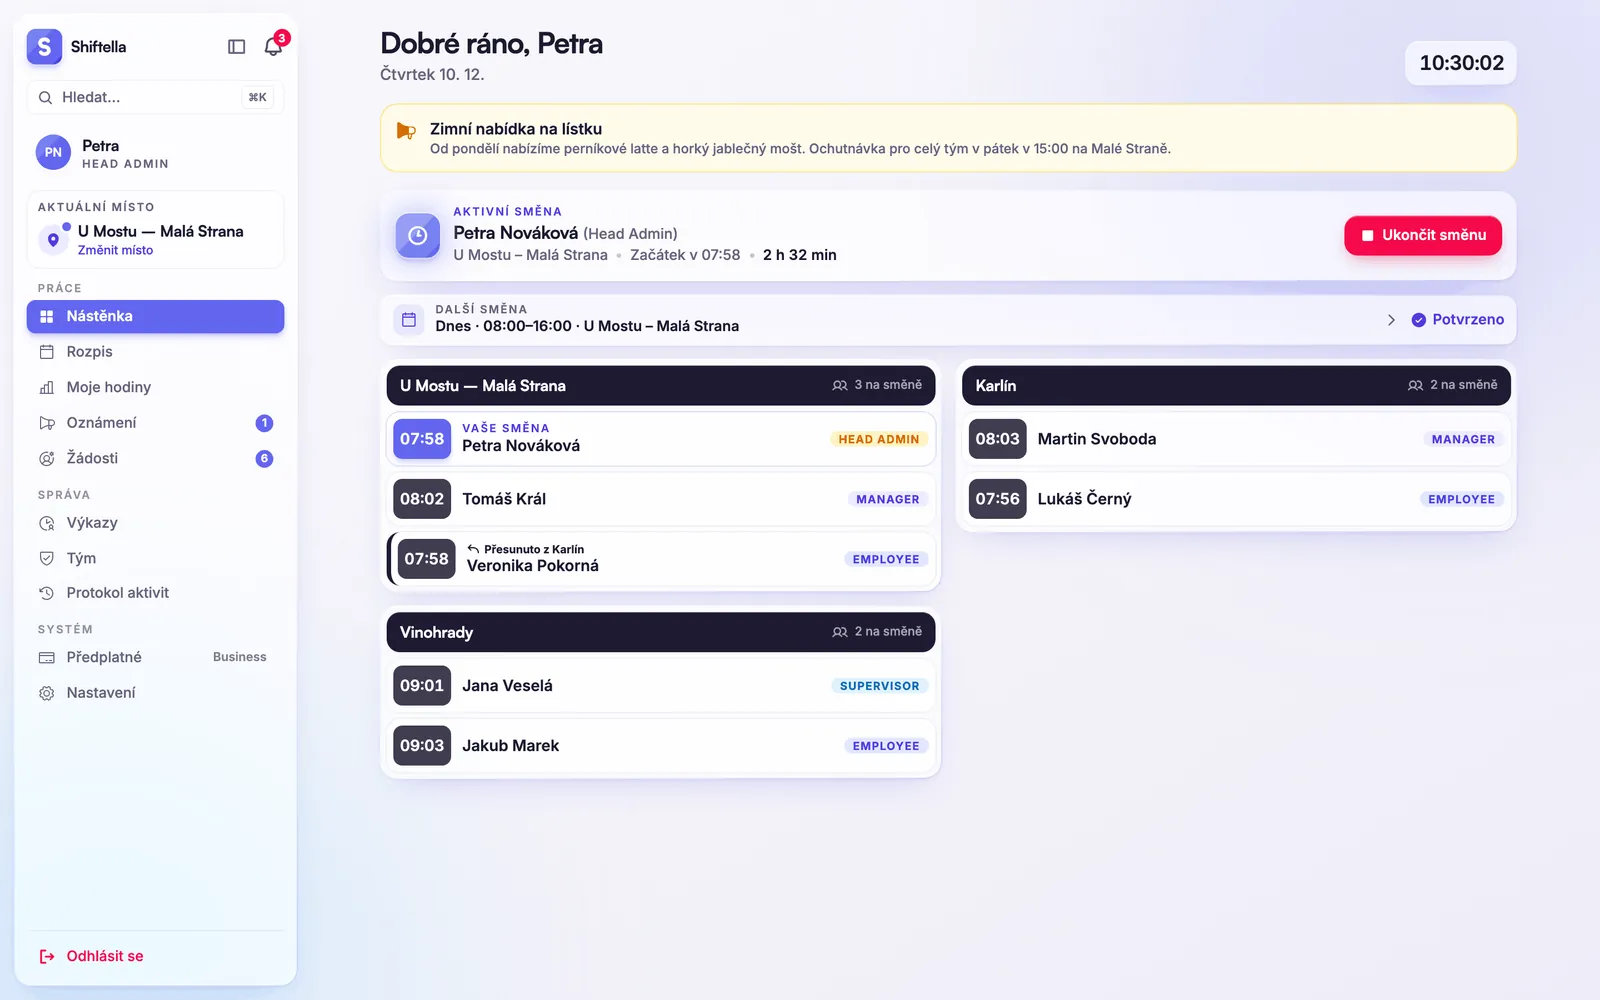 S Shiftella 3
Hledat... ⌘K
PN Petra
HEAD ADMIN
AKTUÁLNÍ MÍSTO
U Mostu — Malá Strana
Změnit místo
PRÁCE
Nástěnka
Rozpis
Moje hodiny
Oznámení 1
Žádosti 6
SPRÁVA
Výkazy
Tým
Protokol aktivit
SYSTÉM
Předplatné Business
Nastavení
Odhlásit se
Dobré ráno, Petra
Čtvrtek 10. 12.
10:30:02
Zimní nabídka na lístku
Od pondělí nabízíme perníkové latte a horký jablečný mošt. Ochutnávka pro celý tým v pátek v 15:00 na Malé Straně.
AKTIVNÍ SMĚNA
Petra Nováková (Head Admin)
U Mostu – Malá Strana • Začátek v 07:58 • 2 h 32 min
Ukončit směnu
DALŠÍ SMĚNA
Dnes · 08:00–16:00 · U Mostu – Malá Strana
Potvrzeno
U Mostu — Malá Strana 3 na směně
07:58 VAŠE SMĚNA
Petra Nováková HEAD ADMIN
08:02 Tomáš Král MANAGER
07:58 Přesunuto z Karlín
Veronika Pokorná EMPLOYEE
Karlín 2 na směně
08:03 Martin Svoboda MANAGER
07:56 Lukáš Černý EMPLOYEE
Vinohrady 2 na směně
09:01 Jana Veselá SUPERVISOR
09:03 Jakub Marek EMPLOYEE